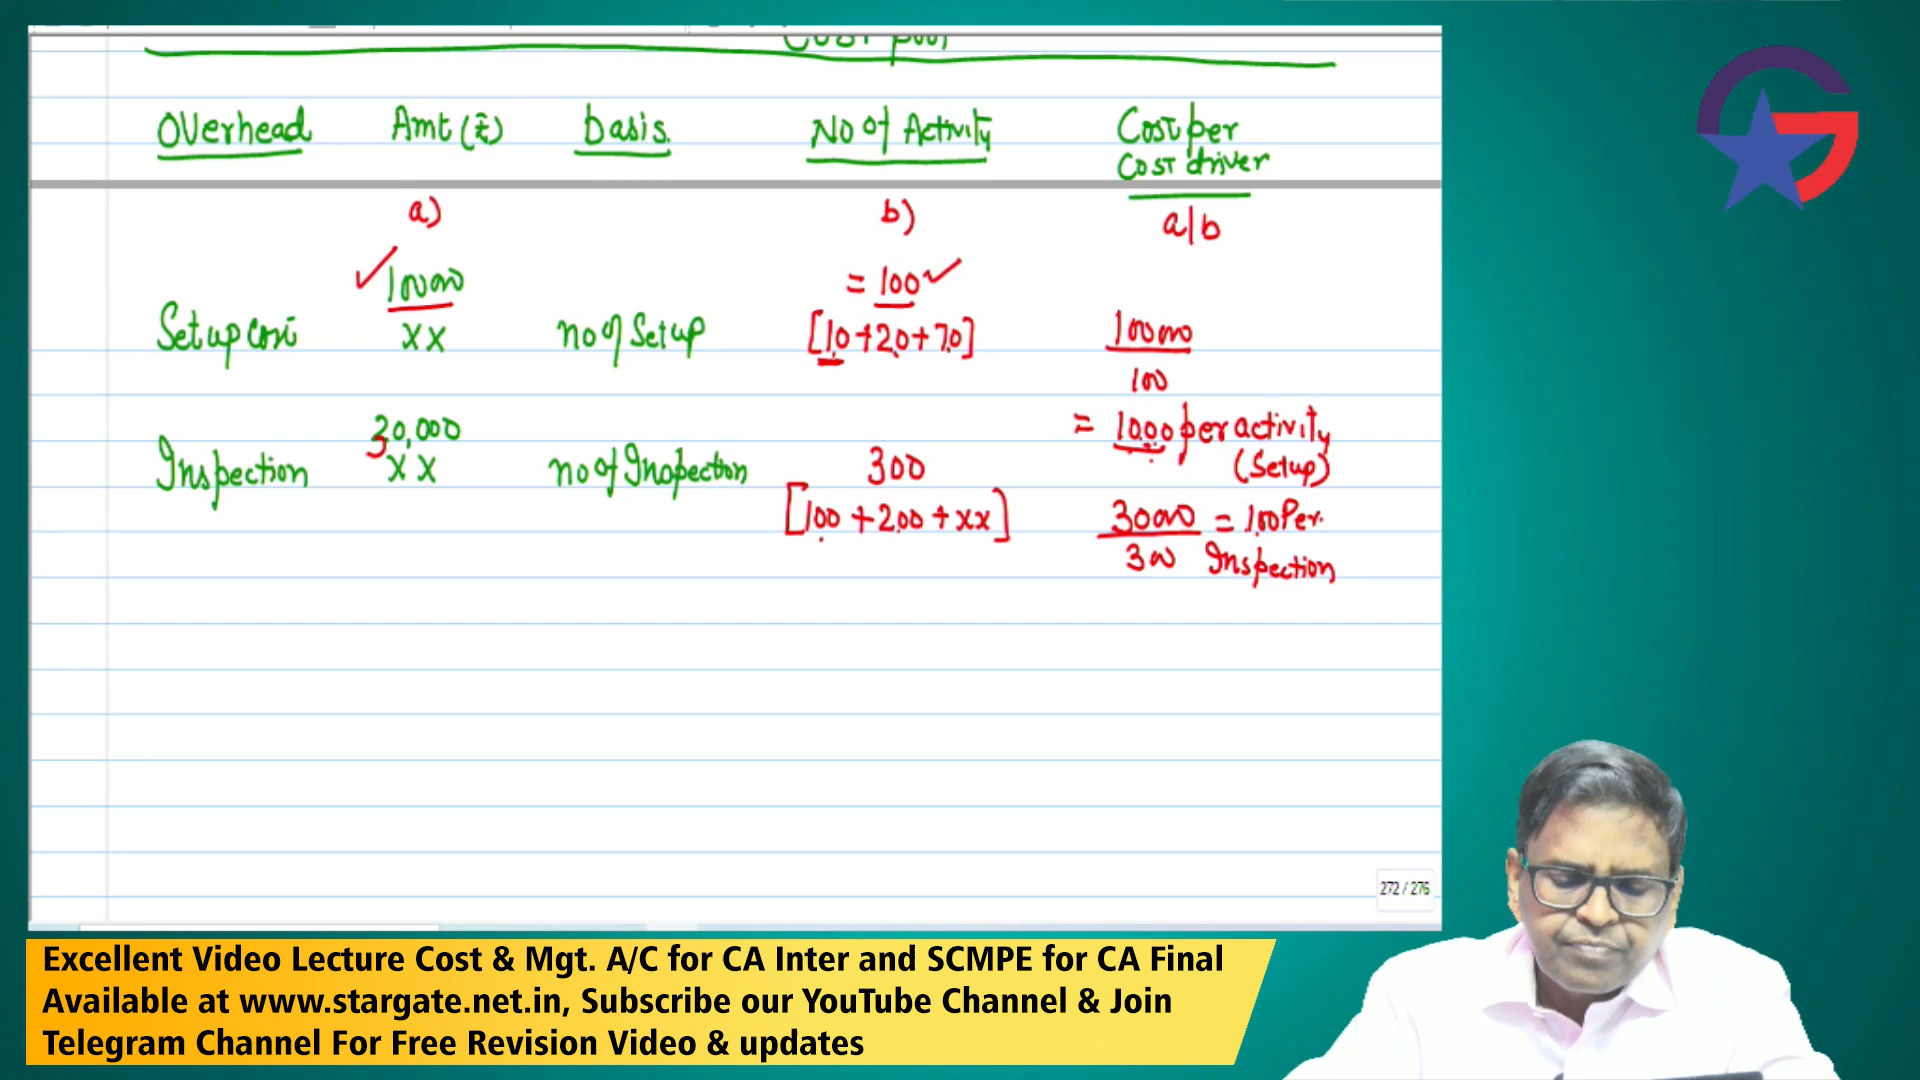 Cost pool
Overhead Amt (₹) basis. No of Activity Cost per
Cost driver
a) b) a/b
100000 = 100
Setup cost xx no of Setup [10+20+70] 100000
100
30,000 = 1000 per activity
(Setup)
Inspection xx no of Inspection 300
[100 + 200 + xx] 30000 = 100 Per.
300 Inspection
272 / 276
Excellent Video Lecture Cost & Mgt. A/C for CA Inter and SCMPE for CA Final
Available at www.stargate.net.in, Subscribe our YouTube Channel & Join
Telegram Channel For Free Revision Video & updates